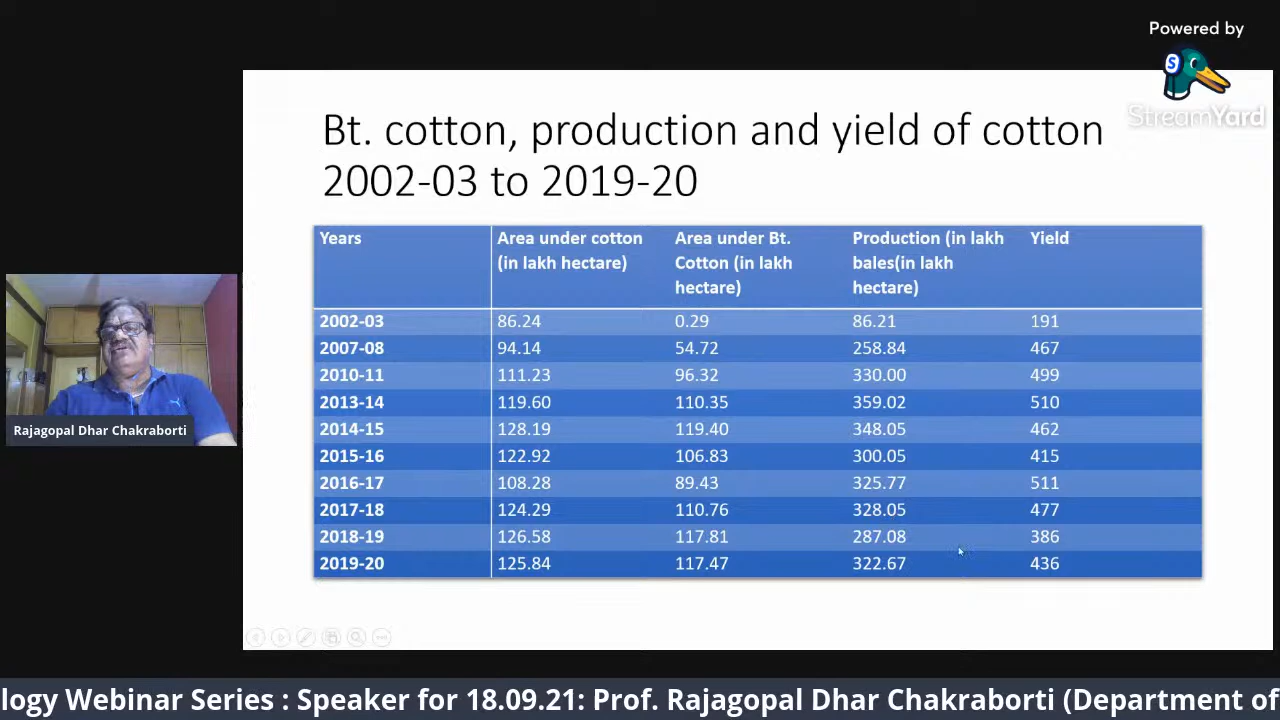 Powered by
S
StreamYard
Bt. cotton, production and yield of cotton
2002-03 to 2019-20
Years Area under cotton (in lakh hectare) Area under Bt. Cotton (in lakh hectare) Production (in lakh bales(in lakh hectare) Yield
2002-03 86.24 0.29 86.21 191
2007-08 94.14 54.72 258.84 467
2010-11 111.23 96.32 330.00 499
2013-14 119.60 110.35 359.02 510
2014-15 128.19 119.40 348.05 462
2015-16 122.92 106.83 300.05 415
2016-17 108.28 89.43 325.77 511
2017-18 124.29 110.76 328.05 477
2018-19 126.58 117.81 287.08 386
2019-20 125.84 117.47 322.67 436
Rajagopal Dhar Chakraborti
logy Webinar Series : Speaker for 18.09.21: Prof. Rajagopal Dhar Chakraborti (Department of